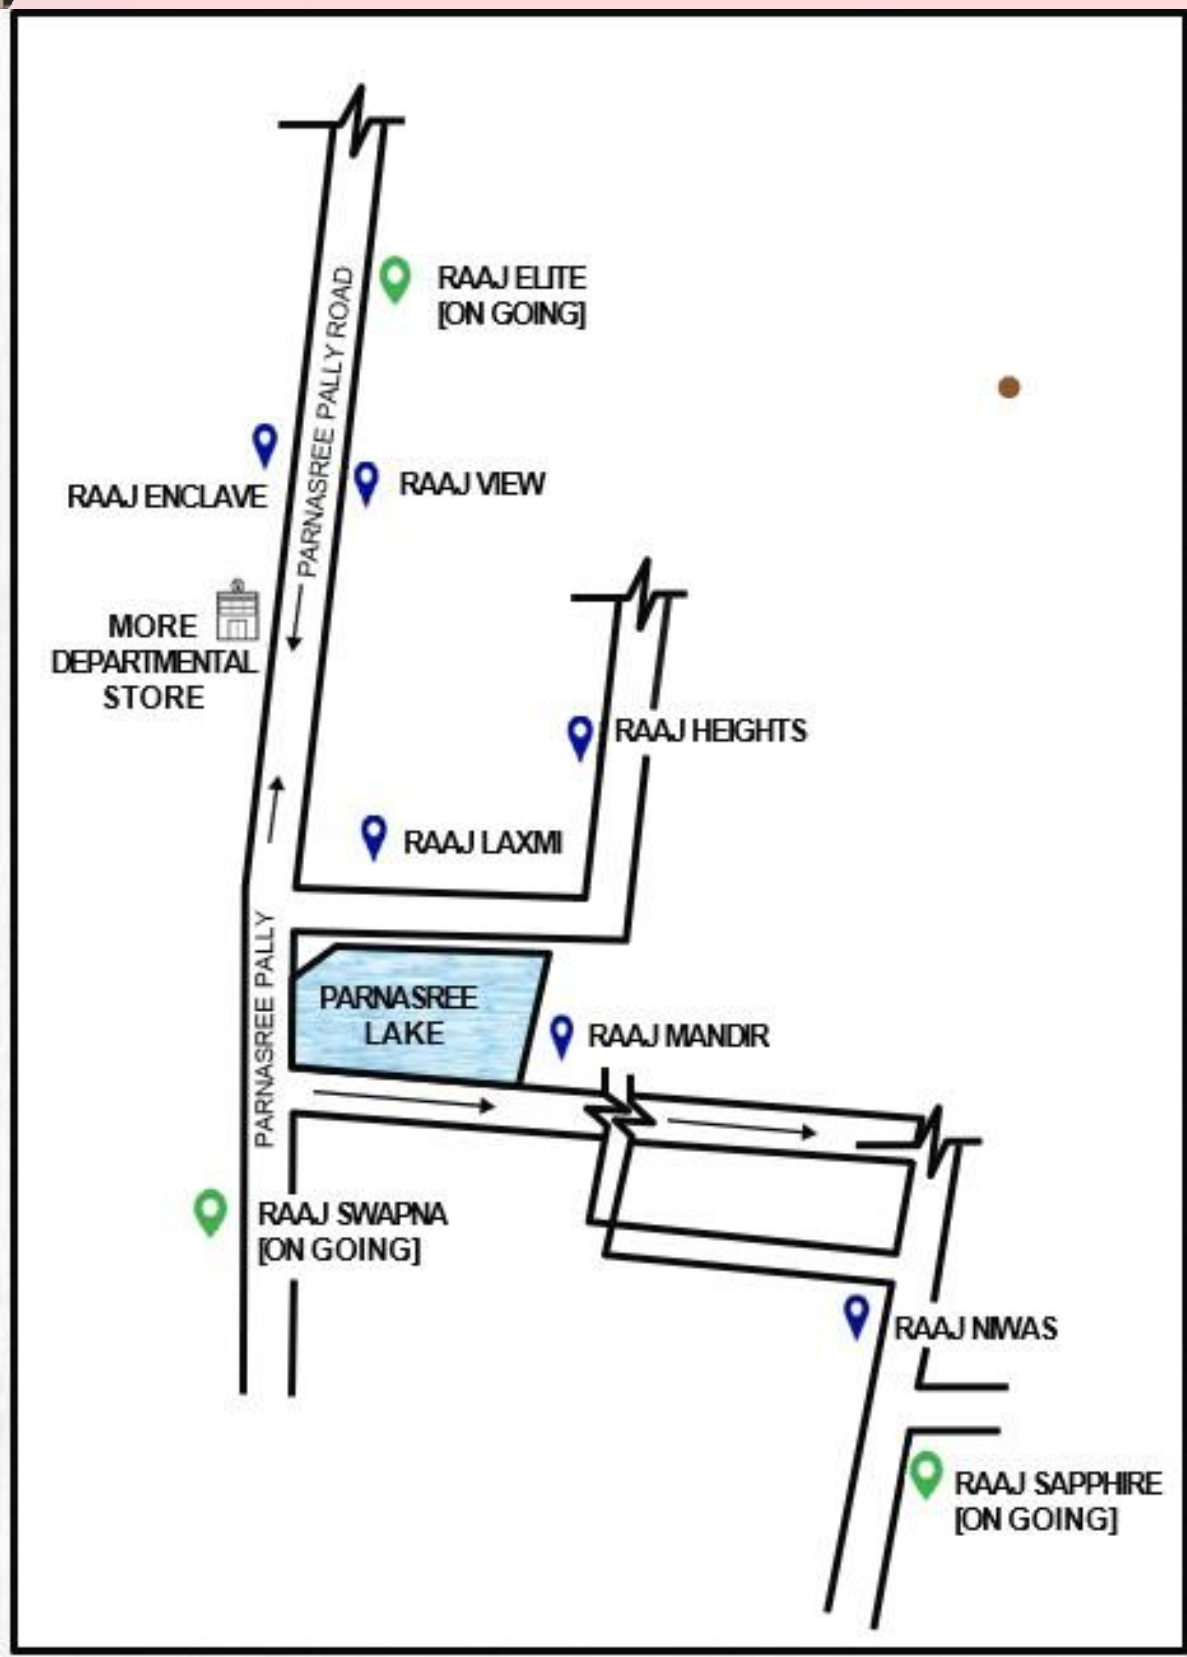 RAAJ ELITE
[ON GOING]
PARNASREE PALLY ROAD
RAAJ ENCLAVE
RAAJ VIEW
MORE
DEPARTMENTAL
STORE
RAAJ HEIGHTS
RAAJ LAXMI
PARNASREE PALLY
PARNASREE
LAKE
RAAJ MANDIR
RAAJ SWAPNA
[ON GOING]
RAAJ NIWAS
RAAJ SAPPHIRE
[ON GOING]